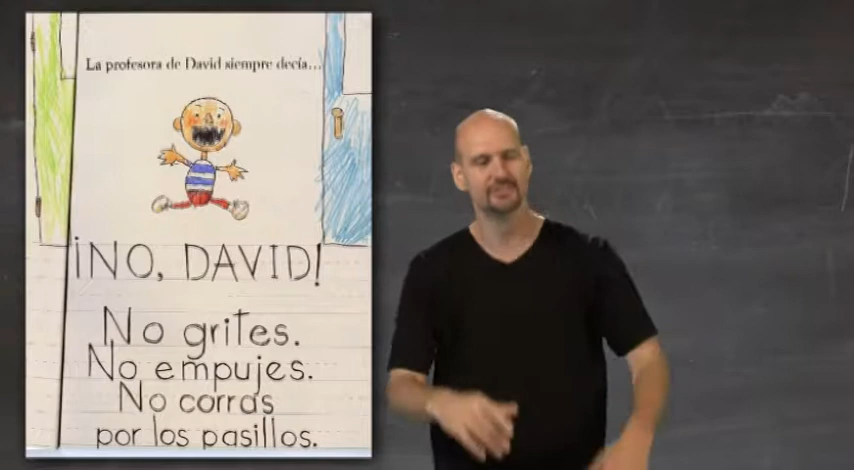 La profesora de David siempre decía...
¡NO, DAVID!
No grites.
No empujes.
No corras
por los pasillos.